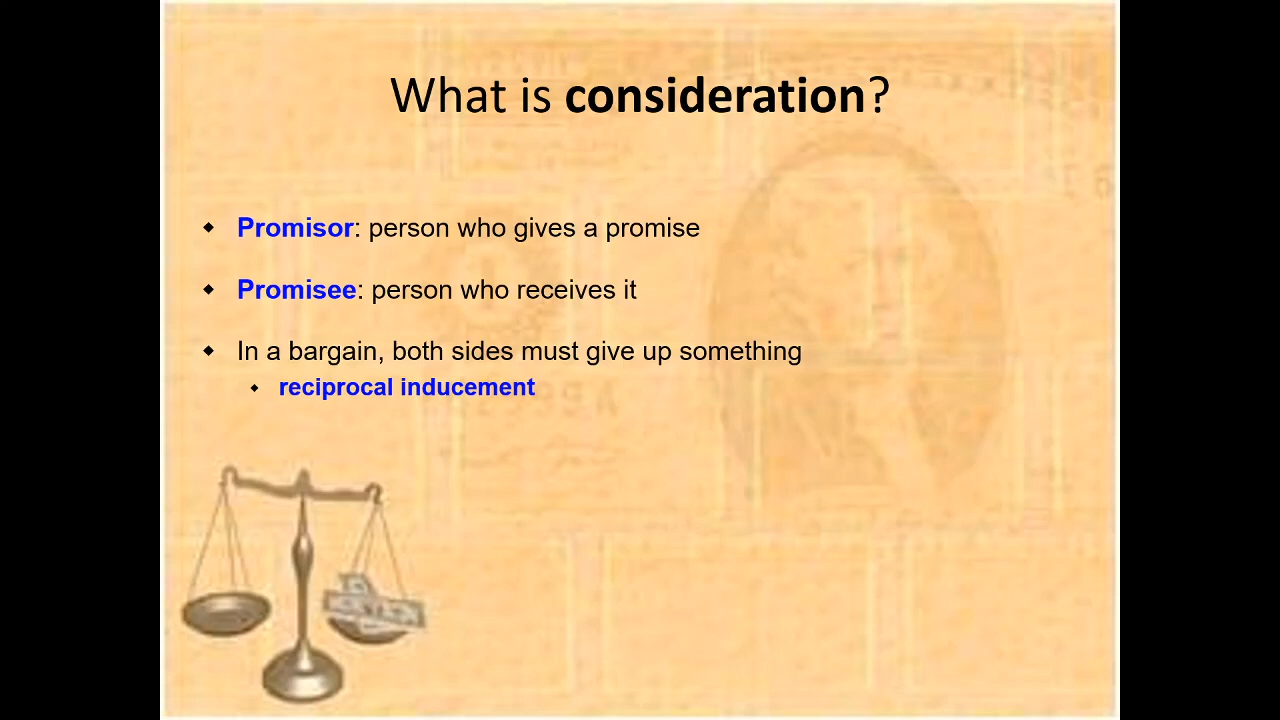 What is consideration?
Promisor: person who gives a promise
Promisee: person who receives it
In a bargain, both sides must give up something
reciprocal inducement